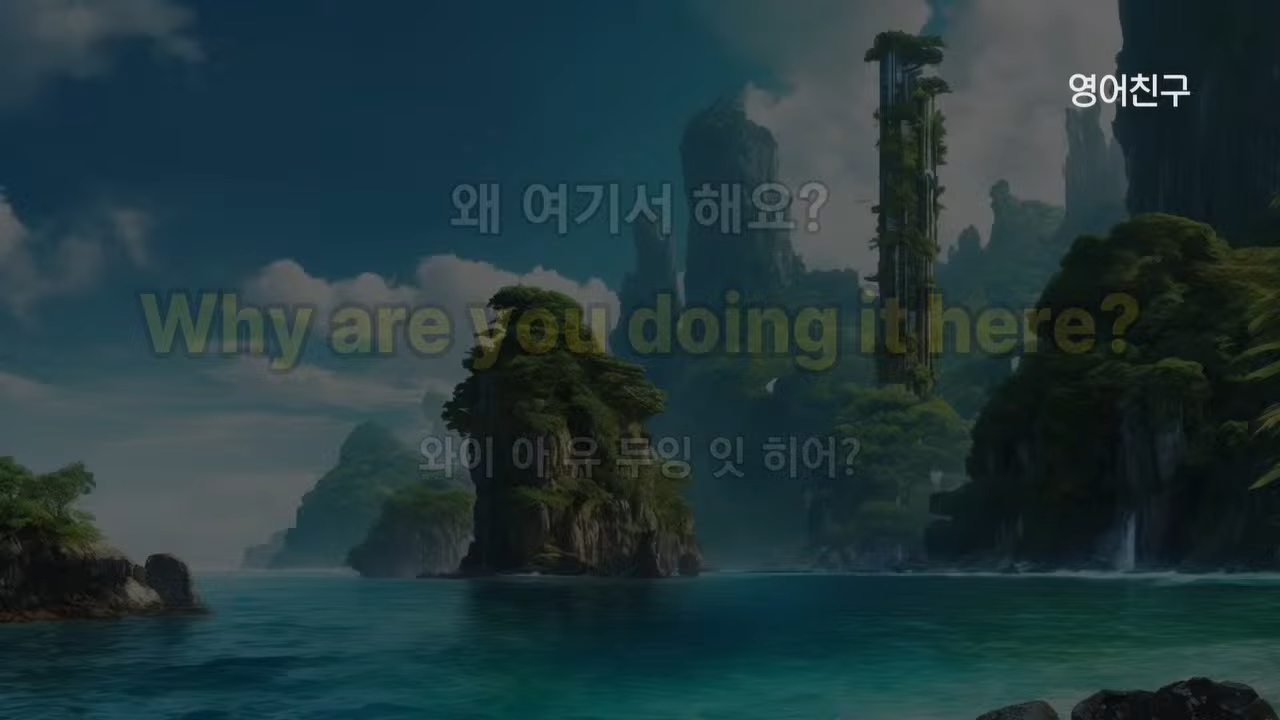 영어친구
왜 여기서 해요?
Why are you doing it here?
와이 애 유 두잉 잇 히어?